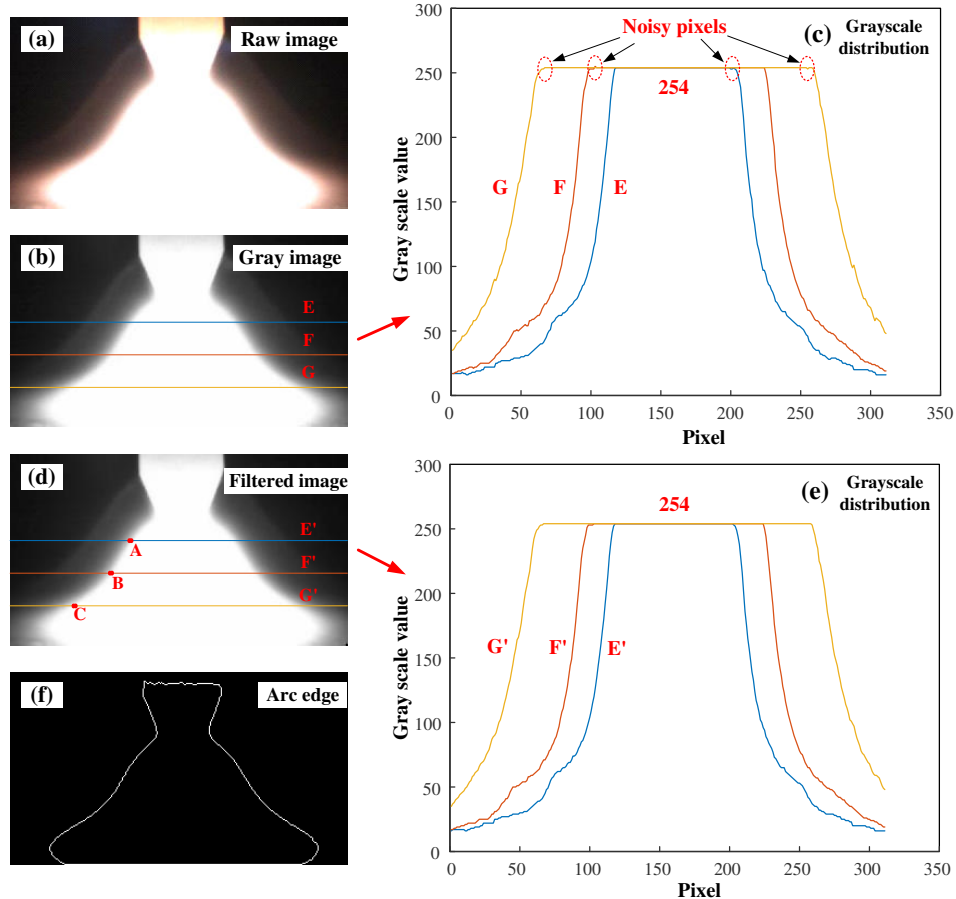 (a)
Raw image
(b)
Gray image
E
F
G
(d)
Filtered image
E'
A
F'
B
G'
C
(f)
Arc edge
300
250
200
150
100
50
0
Gray scale value
0 50 100 150 200 250 300 350
Pixel
Noisy pixels
(c)
Grayscale
distribution
254
G
F
E
300
250
200
150
100
50
0
Gray scale value
0 50 100 150 200 250 300 350
Pixel
254
(e)
Grayscale
distribution
G'
F'
E'